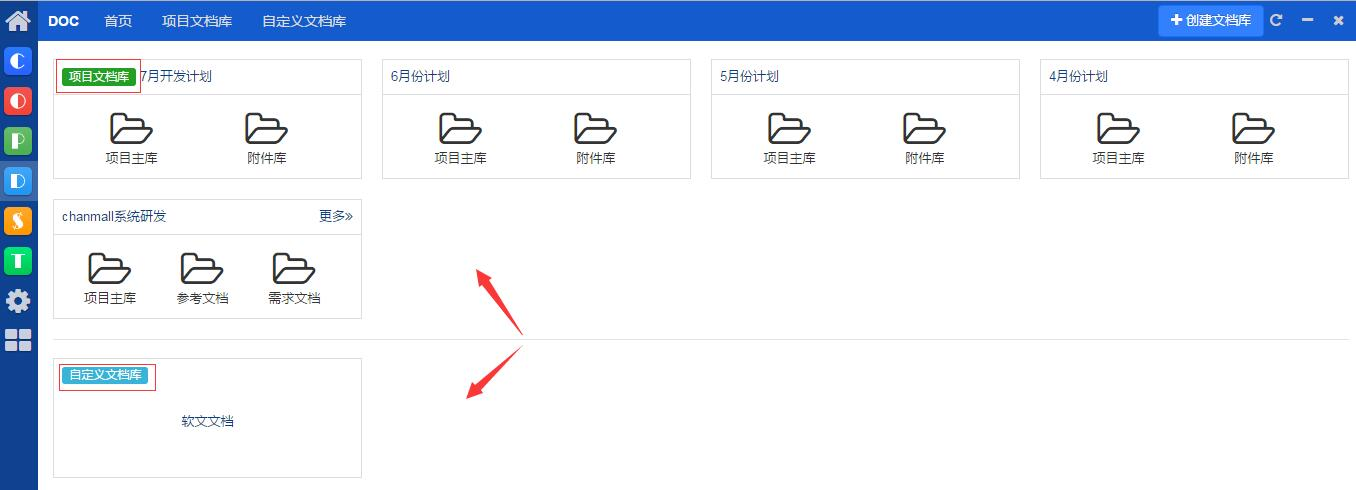 DOC 首页 项目文档库 自定义文档库 创建文档库
项目文档库 7月开发计划 6月份计划 5月份计划 4月份计划
项目主库 附件库 项目主库 附件库 项目主库 附件库 项目主库 附件库
chanmall系统研发 更多»
项目主库 参考文档 需求文档
自定义文档库
软文文档